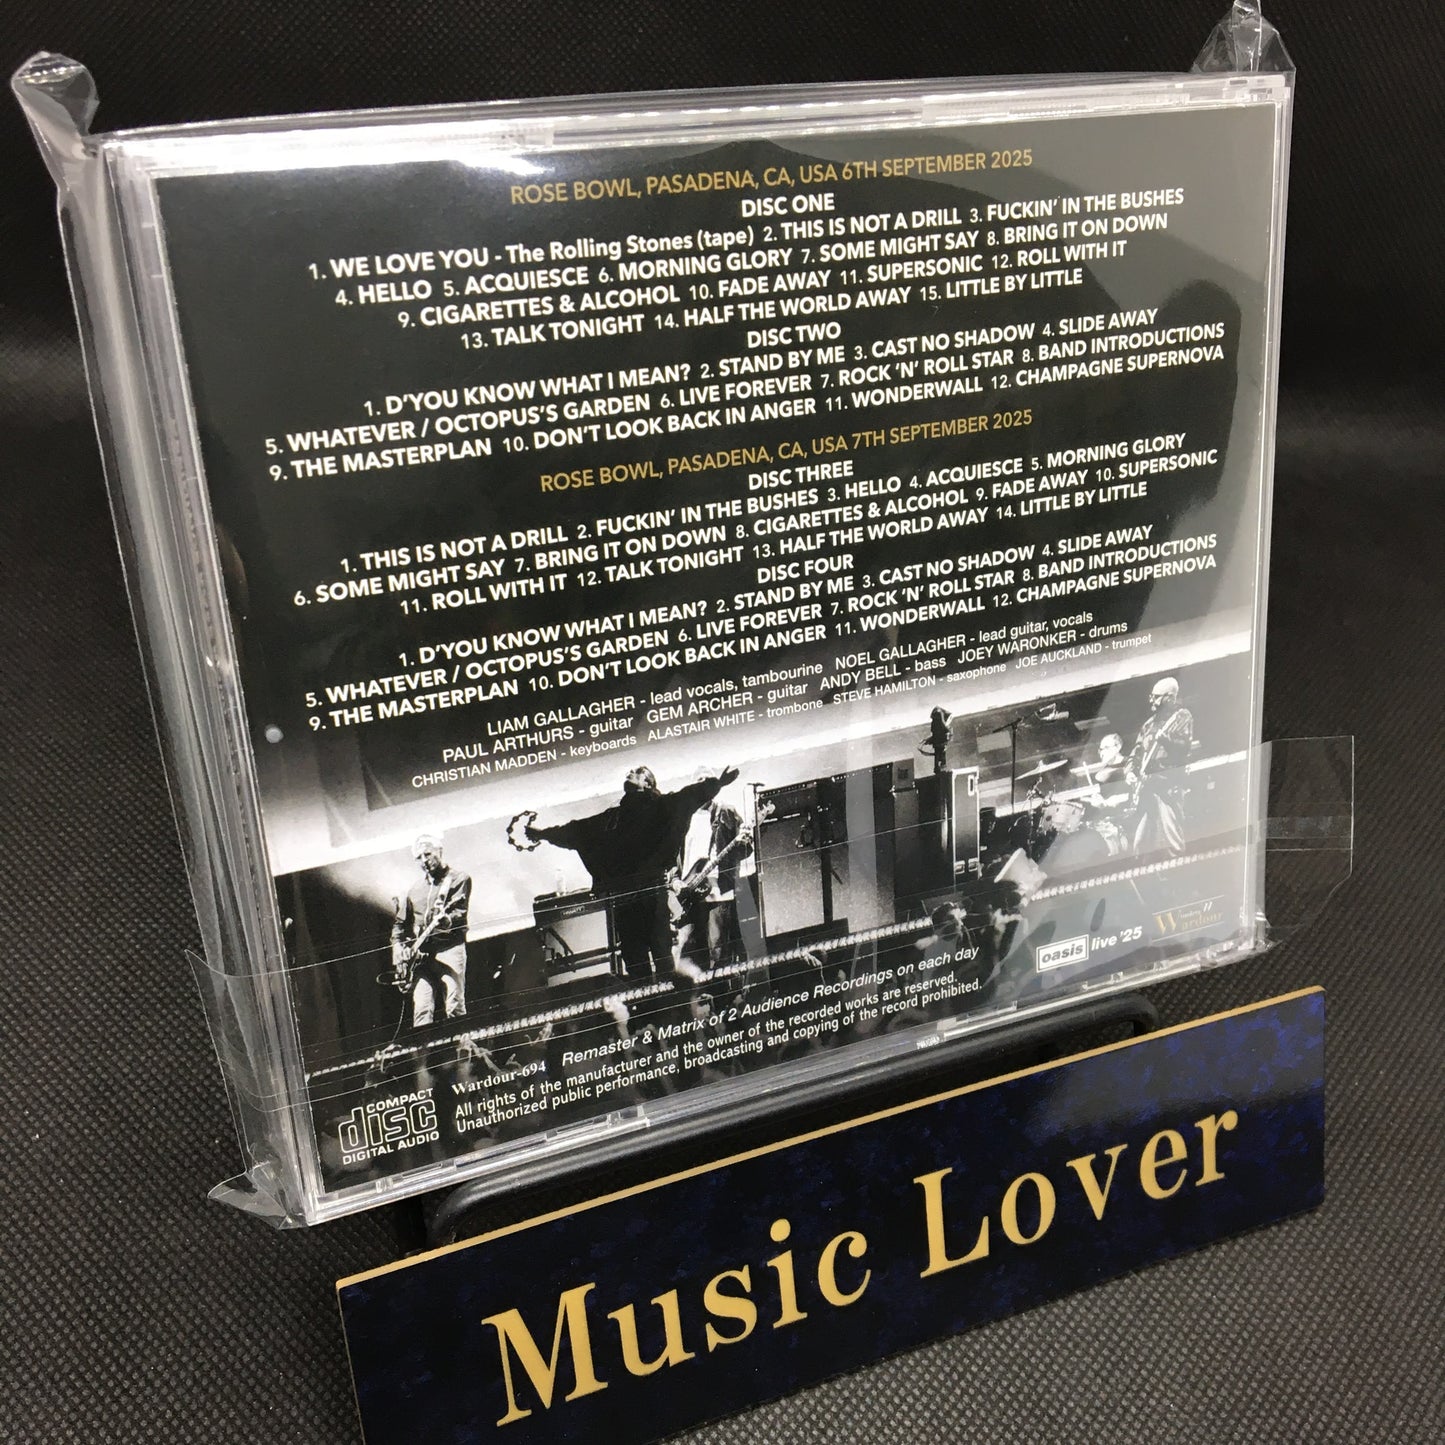 ROSE BOWL, PASADENA, CA, USA 6TH SEPTEMBER 2025
DISC ONE
1. WE LOVE YOU - The Rolling Stones (tape) 2. THIS IS NOT A DRILL 3. FUCKIN' IN THE BUSHES
4. HELLO 5. ACQUIESCE 6. MORNING GLORY 7. SOME MIGHT SAY 8. BRING IT ON DOWN
9. CIGARETTES & ALCOHOL 10. FADE AWAY 11. SUPERSONIC 12. ROLL WITH IT
13. TALK TONIGHT 14. HALF THE WORLD AWAY 15. LITTLE BY LITTLE
DISC TWO
1. D'YOU KNOW WHAT I MEAN? 2. STAND BY ME 3. CAST NO SHADOW 4. SLIDE AWAY
5. WHATEVER / OCTOPUS'S GARDEN 6. LIVE FOREVER 7. ROCK 'N' ROLL STAR 8. BAND INTRODUCTIONS
9. THE MASTERPLAN 10. DON'T LOOK BACK IN ANGER 11. WONDERWALL 12. CHAMPAGNE SUPERNOVA
ROSE BOWL, PASADENA, CA, USA 7TH SEPTEMBER 2025
DISC THREE
1. THIS IS NOT A DRILL 2. FUCKIN' IN THE BUSHES 3. HELLO 4. ACQUIESCE 5. MORNING GLORY
6. SOME MIGHT SAY 7. BRING IT ON DOWN 8. CIGARETTES & ALCOHOL 9. FADE AWAY 10. SUPERSONIC
11. ROLL WITH IT 12. TALK TONIGHT 13. HALF THE WORLD AWAY 14. LITTLE BY LITTLE
DISC FOUR
1. D'YOU KNOW WHAT I MEAN? 2. STAND BY ME 3. CAST NO SHADOW 4. SLIDE AWAY
5. WHATEVER / OCTOPUS'S GARDEN 6. LIVE FOREVER 7. ROCK 'N' ROLL STAR 8. BAND INTRODUCTIONS
9. THE MASTERPLAN 10. DON'T LOOK BACK IN ANGER 11. WONDERWALL 12. CHAMPAGNE SUPERNOVA
LIAM GALLAGHER - lead vocals, tambourine NOEL GALLAGHER - lead guitar, vocals
PAUL ARTHURS - guitar GEM ARCHER - guitar ANDY BELL - bass JOEY WARONKER - drums
CHRISTIAN MADDEN - keyboards ALASTAIR WHITE - trombone STEVE HAMILTON - saxophone JOE AUCKLAND - trumpet
oasis live '25
Wardour
COMPACT
disc
DIGITAL AUDIO
Wardour-694 Remaster & Matrix of 2 Audience Recordings on each day
All rights of the manufacturer and the owner of the recorded works are reserved.
Unauthorized public performance, broadcasting and copying of the record prohibited.
Music Lover